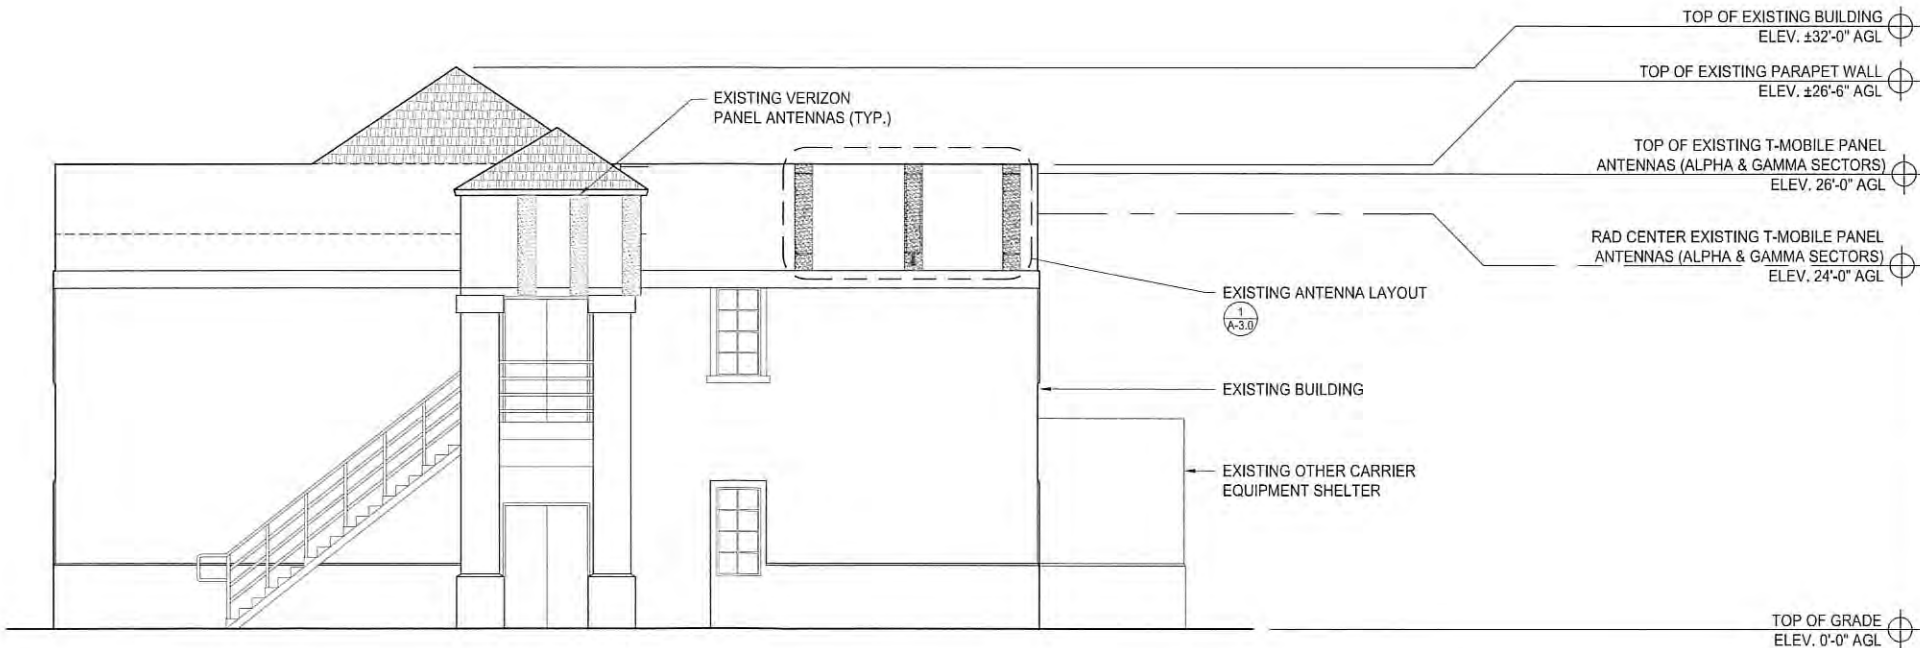 TOP OF EXISTING BUILDING
ELEV. ±32'-0" AGL
TOP OF EXISTING PARAPET WALL
ELEV. ±26'-6" AGL
EXISTING VERIZON
PANEL ANTENNAS (TYP.)
TOP OF EXISTING T-MOBILE PANEL
ANTENNAS (ALPHA & GAMMA SECTORS)
ELEV. 26'-0" AGL
RAD CENTER EXISTING T-MOBILE PANEL
ANTENNAS (ALPHA & GAMMA SECTORS)
ELEV. 24'-0" AGL
EXISTING ANTENNA LAYOUT
1
A-3.0
EXISTING BUILDING
EXISTING OTHER CARRIER
EQUIPMENT SHELTER
TOP OF GRADE
ELEV. 0'-0" AGL